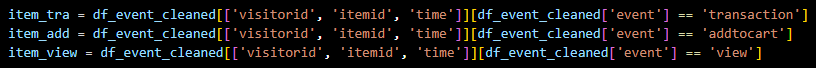 item_tra = df_event_cleaned[['visitorid', 'itemid', 'time']][df_event_cleaned['event'] == 'transaction']
item_add = df_event_cleaned[['visitorid', 'itemid', 'time']][df_event_cleaned['event'] == 'addtocart']
item_view = df_event_cleaned[['visitorid', 'itemid', 'time']][df_event_cleaned['event'] == 'view']